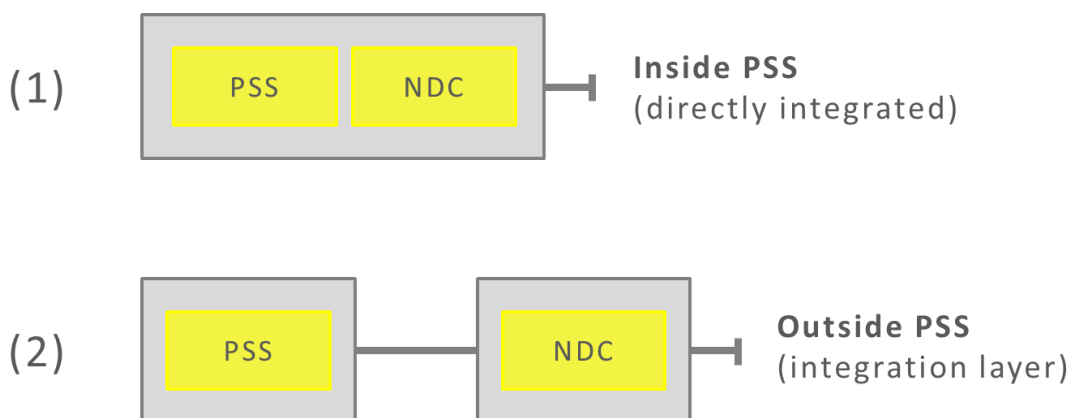 (1)
PSS
NDC
Inside PSS
(directly integrated)
(2)
PSS
NDC
Outside PSS
(integration layer)